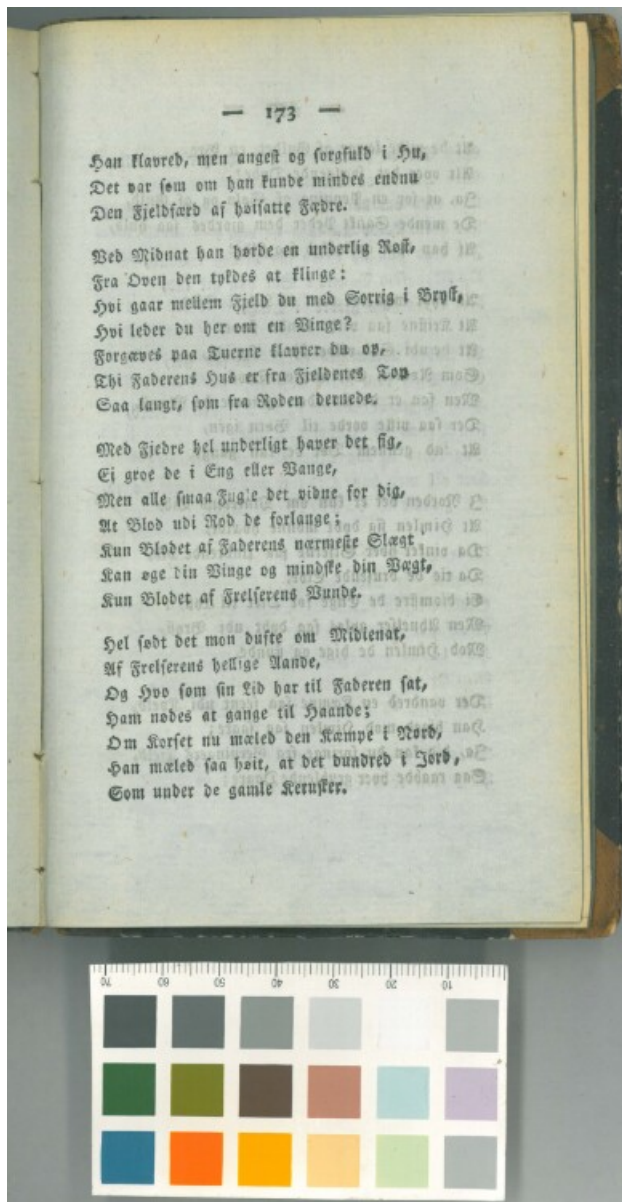 — 173 —
Han klavred, men angest og sorgfuld i Hu,
Det var som om han kunde mindes endnu
Den Fjeldfærd af høisatte Fædre.
Ved Midnat han hørde en underlig Røst,
Fra Oven den tyktes at klinge:
Hvi gaar mellem Fjeld du med Sorrig i Bryst,
Hvi leder du her om en Vinge?
Forgæves paa Tuerne klavrer du op,
Thi Faderens Hus er fra Fjeldenes Top
Saa langt, som fra Roden dernede.
Med Fjedre hel underligt haver det sig,
Ei groe de i Eng eller Vange,
Men alle smaa Fugle det vidne for dig,
At Blod udi Rod de forlange;
Kun Blodet af Faderens nærmeste Slægt
Kan øge din Vinge og mindske din Vægt,
Kun Blodet af Frelserens Vunde.
Hel sødt det mon dufte om Midienat,
Af Frelserens hellige Aande,
Og Hvo som sin Lid har til Faderen sat,
Ham nødes at gange til Haande;
Om Korset nu mæled den Kæmpe i Nord,
Han mæled saa høit, at det dundred i Jord,
Som under de gamle Kerusker.
70 60 50 40 30 20 10